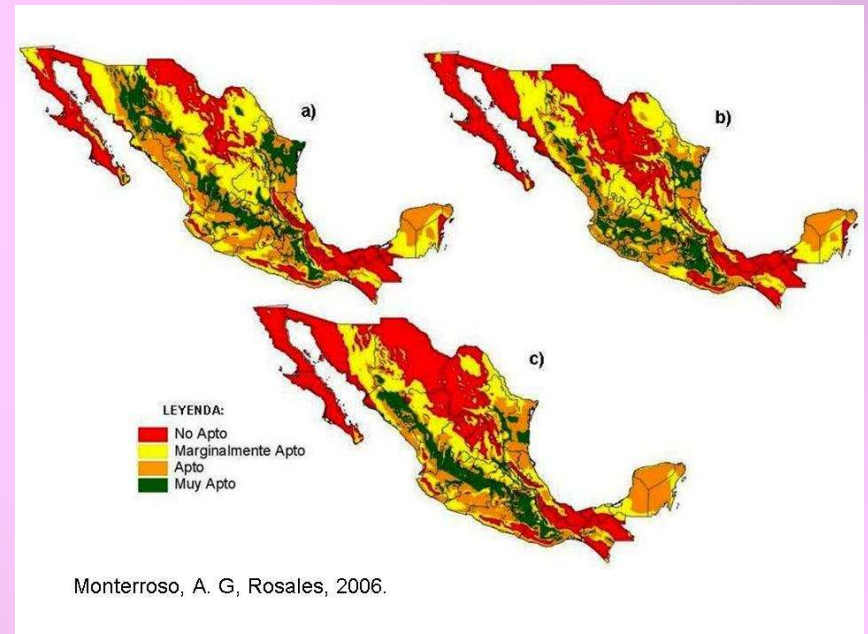 a)
b)
c)
LEYENDA:
No Apto
Marginalmente Apto
Apto
Muy Apto
Monterroso, A. G, Rosales, 2006.